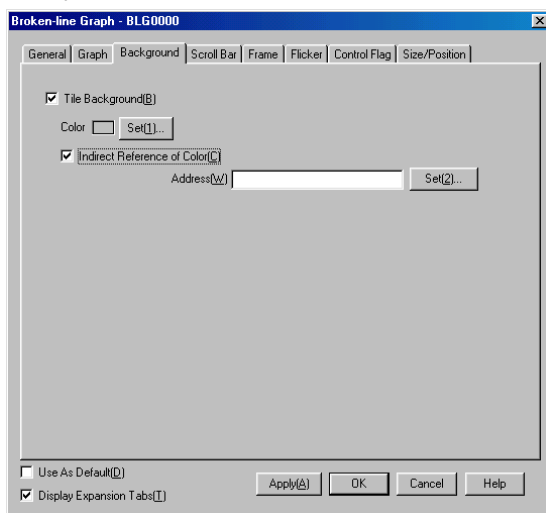 Broken-line Graph - BLG0000
General Graph Background Scroll Bar Frame Flicker Control Flag Size/Position
Tile Background(B)
Color Set(1)...
Indirect Reference of Color(C)
Address(W) Set(2)...
Use As Default(D)
Apply(A) OK Cancel Help
Display Expansion Tabs(T)